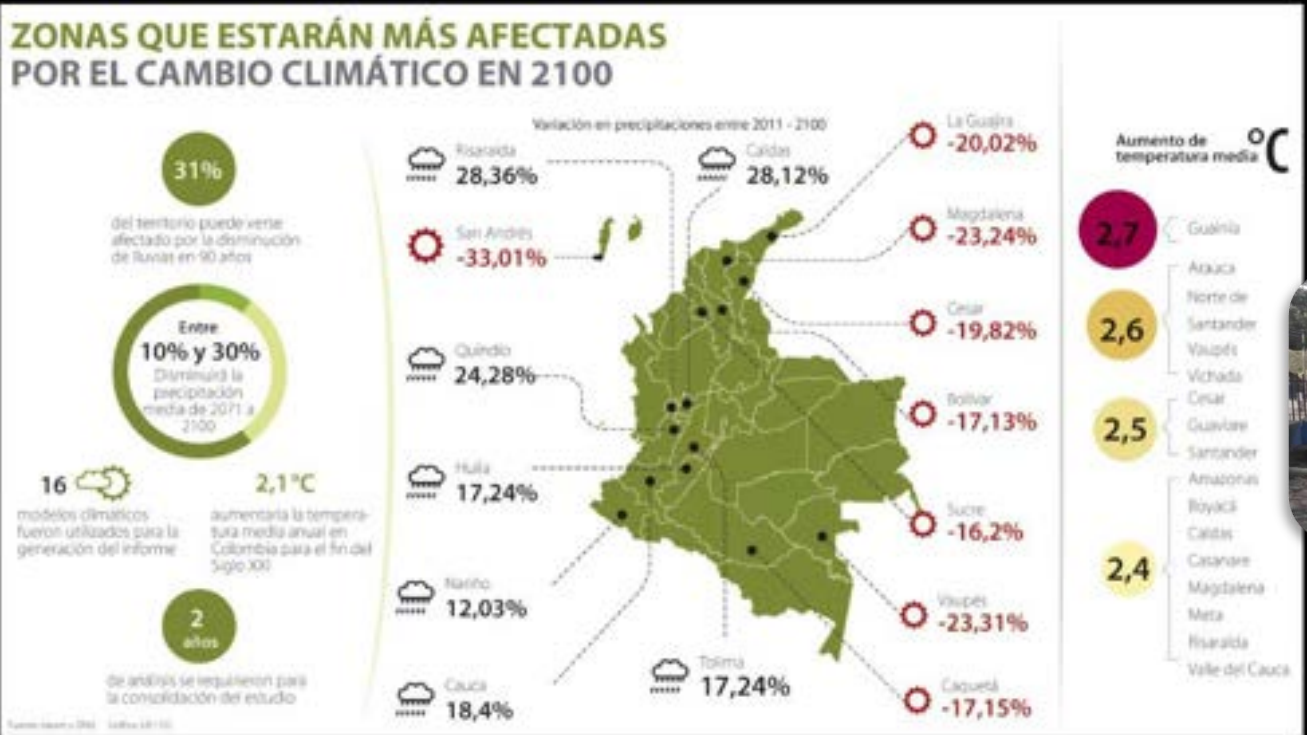 ZONAS QUE ESTARÁN MÁS AFECTADAS
POR EL CAMBIO CLIMÁTICO EN 2100
31%
del territorio puede verse
afectado por la disminución
de lluvias en 90 años
Entre
10% y 30%
Disminuirá la
precipitación
media de 2071 a
2100
16
modelos climáticos
fueron utilizados para la
generación del informe
2,1 °C
aumentaría la tempera-
tura media anual en
Colombia para el fin del
Siglo XXI
2
años
de análisis se requirieron para
la consolidación del estudio
Variación en precipitaciones entre 2011 - 2100
Risaralda
28,36%
Caldas
28,12%
San Andrés
-33,01%
Quindío
24,28%
Huila
17,24%
Nariño
12,03%
Cauca
18,4%
Tolima
17,24%
La Guajira
-20,02%
Magdalena
-23,24%
Cesar
-19,82%
Bolívar
-17,13%
Sucre
-16,2%
Vaupés
-23,31%
Caquetá
-17,15%
Aumento de
temperatura media
°C
2,7
Guainía
2,6
Arauca
Norte de
Santander
Vaupés
Vichada
2,5
Cesar
Guaviare
Santander
2,4
Amazonas
Boyacá
Caldas
Casanare
Magdalena
Meta
Risaralda
Valle del Cauca